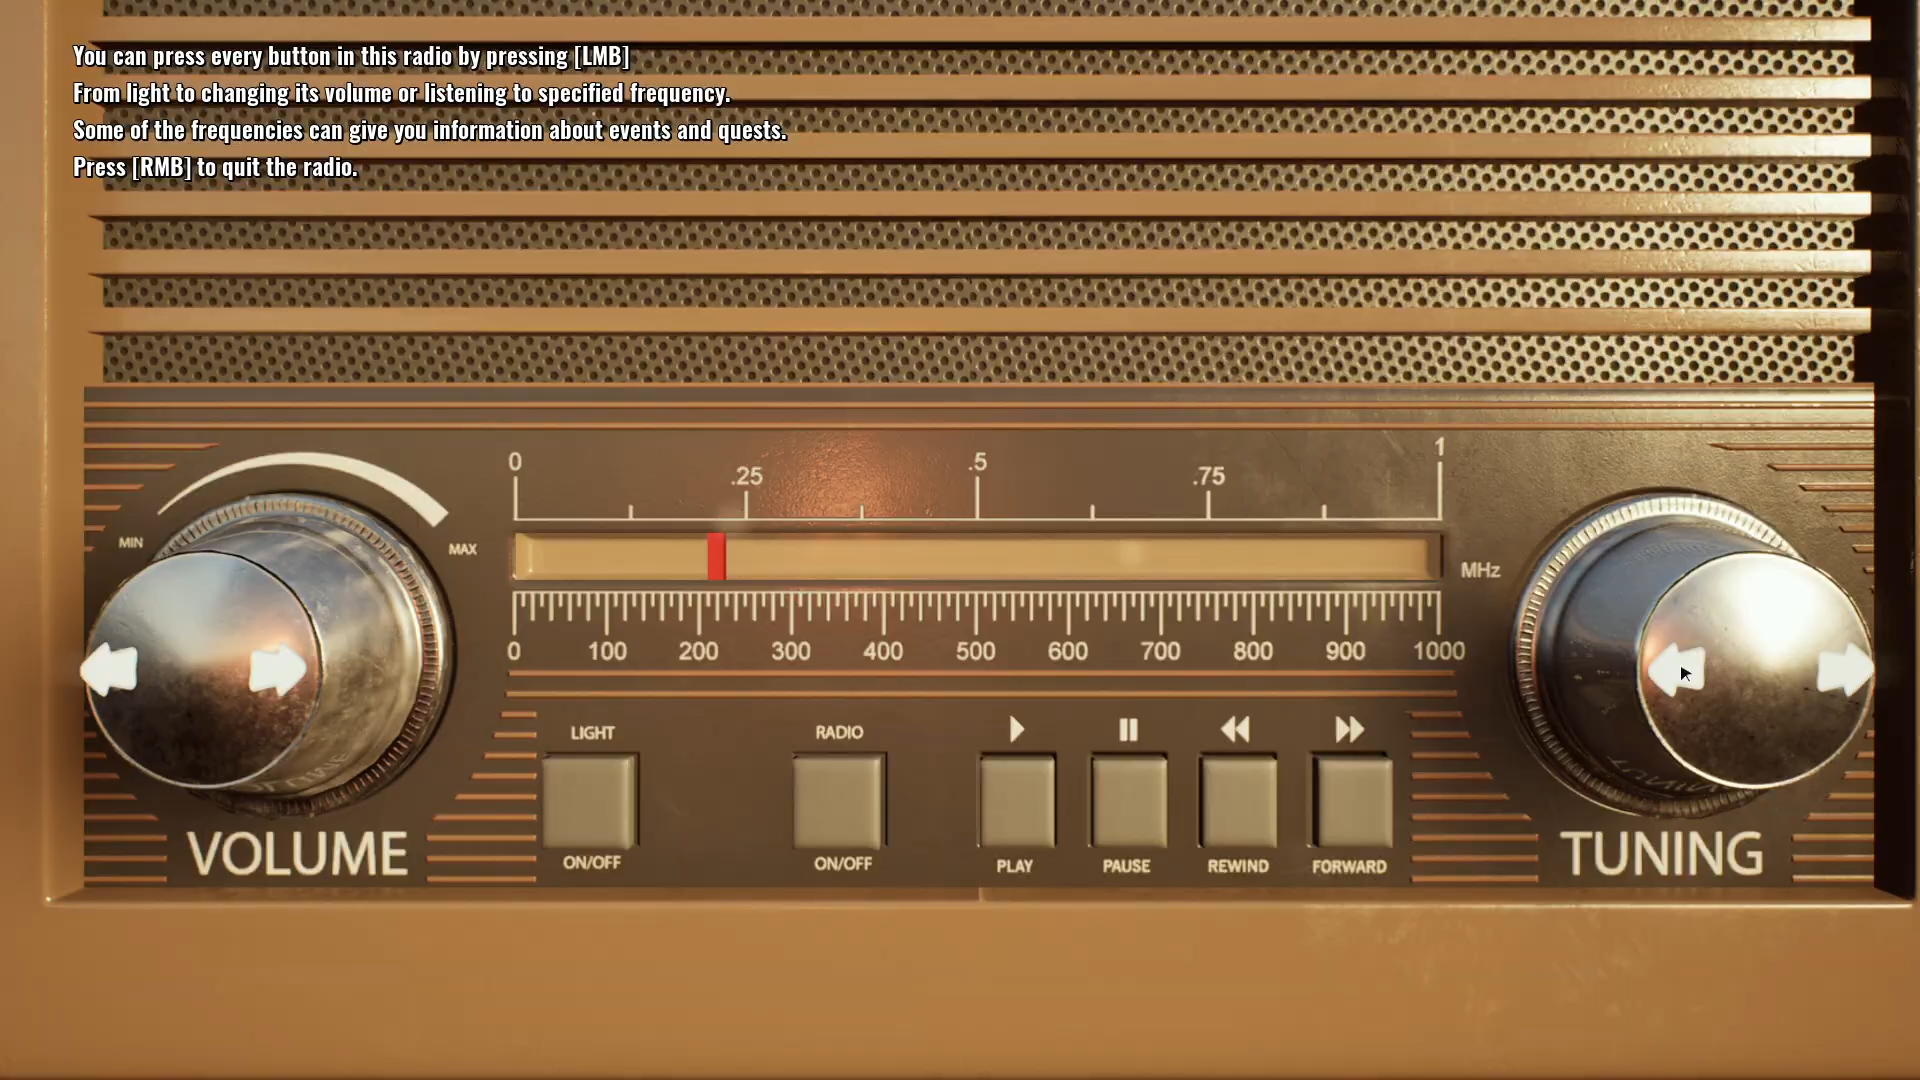 You can press every button in this radio by pressing [LMB]
From light to changing its volume or listening to specified frequency.
Some of the frequencies can give you information about events and quests.
Press [RMB] to quit the radio.
0 .25 .5 .75 1
MIN MAX
MHz
0 100 200 300 400 500 600 700 800 900 1000
LIGHT RADIO
ON/OFF ON/OFF PLAY PAUSE REWIND FORWARD
VOLUME TUNING